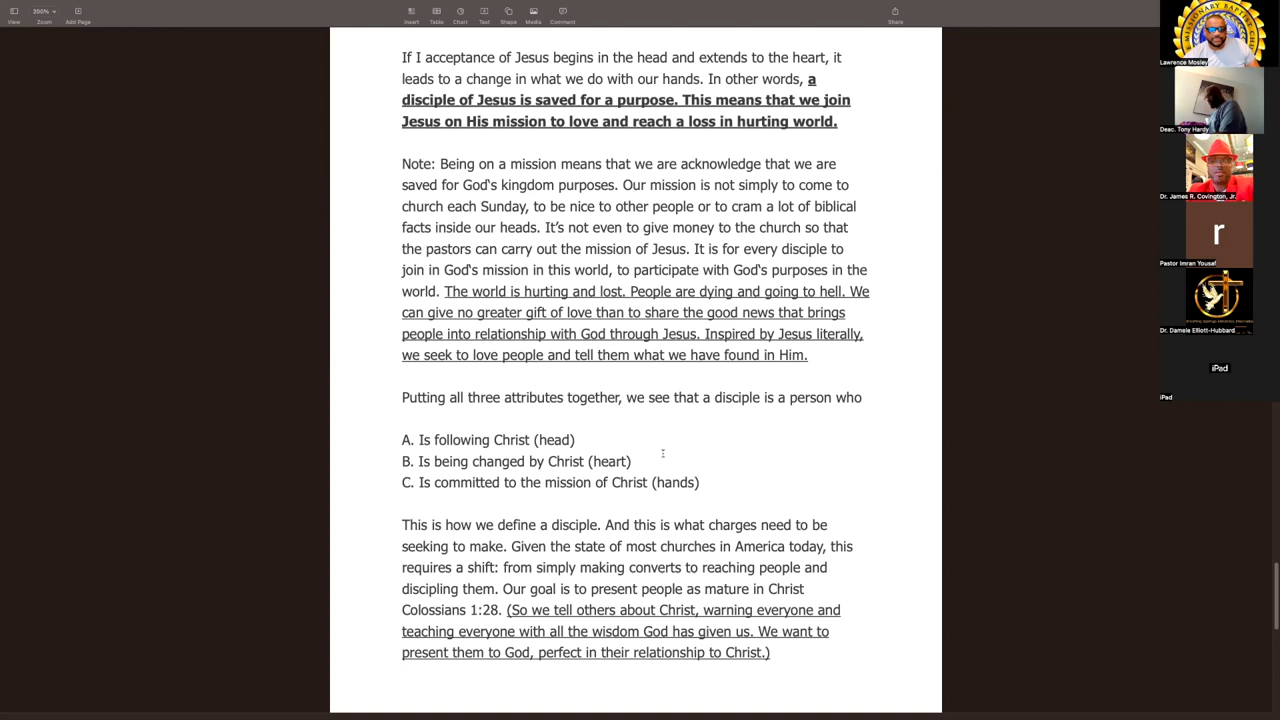 200%
View
Zoom
Add Page
Insert
Table
Chart
Text
Shape
Media
Comment
Share
If I acceptance of Jesus begins in the head and extends to the heart, it
leads to a change in what we do with our hands. In other words, a
disciple of Jesus is saved for a purpose. This means that we join
Jesus on His mission to love and reach a loss in hurting world.
Note: Being on a mission means that we are acknowledge that we are
saved for God's kingdom purposes. Our mission is not simply to come to
church each Sunday, to be nice to other people or to cram a lot of biblical
facts inside our heads. It's not even to give money to the church so that
the pastors can carry out the mission of Jesus. It is for every disciple to
join in God's mission in this world, to participate with God's purposes in the
world. The world is hurting and lost. People are dying and going to hell. We
can give no greater gift of love than to share the good news that brings
people into relationship with God through Jesus. Inspired by Jesus literally,
we seek to love people and tell them what we have found in Him.
Putting all three attributes together, we see that a disciple is a person who
A. Is following Christ (head)
B. Is being changed by Christ (heart)
C. Is committed to the mission of Christ (hands)
This is how we define a disciple. And this is what charges need to be
seeking to make. Given the state of most churches in America today, this
requires a shift: from simply making converts to reaching people and
discipling them. Our goal is to present people as mature in Christ
Colossians 1:28. (So we tell others about Christ, warning everyone and
teaching everyone with all the wisdom God has given us. We want to
present them to God, perfect in their relationship to Christ.)
MISSIONARY BAPTIST
Lawrence Mosley
Deac. Tony Hardy
Dr. James R. Covington, Jr.
r
Pastor Imran Yousaf
Dr. Damele Elliott-Hubbard
iPad
iPad